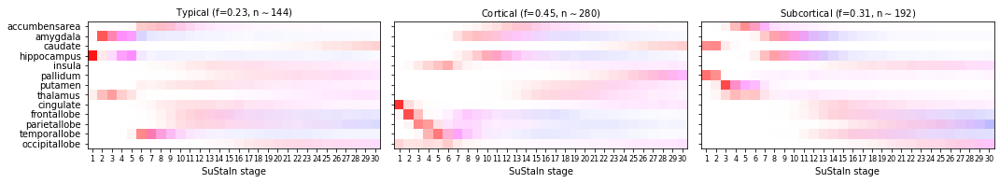 Typical (f=0.23, n∼144)
Cortical (f=0.45, n∼280)
Subcortical (f=0.31, n∼192)
accumbensarea
amygdala
caudate
hippocampus
insula
pallidum
putamen
thalamus
cingulate
frontallobe
parietallobe
temporallobe
occipitallobe
1 2 3 4 5 6 7 8 9 10 11 12 13 14 15 16 17 18 19 20 21 22 23 24 25 26 27 28 29 30
1 2 3 4 5 6 7 8 9 10 11 12 13 14 15 16 17 18 19 20 21 22 23 24 25 26 27 28 29 30
1 2 3 4 5 6 7 8 9 10 11 12 13 14 15 16 17 18 19 20 21 22 23 24 25 26 27 28 29 30
SuStaIn stage
SuStaIn stage
SuStaIn stage